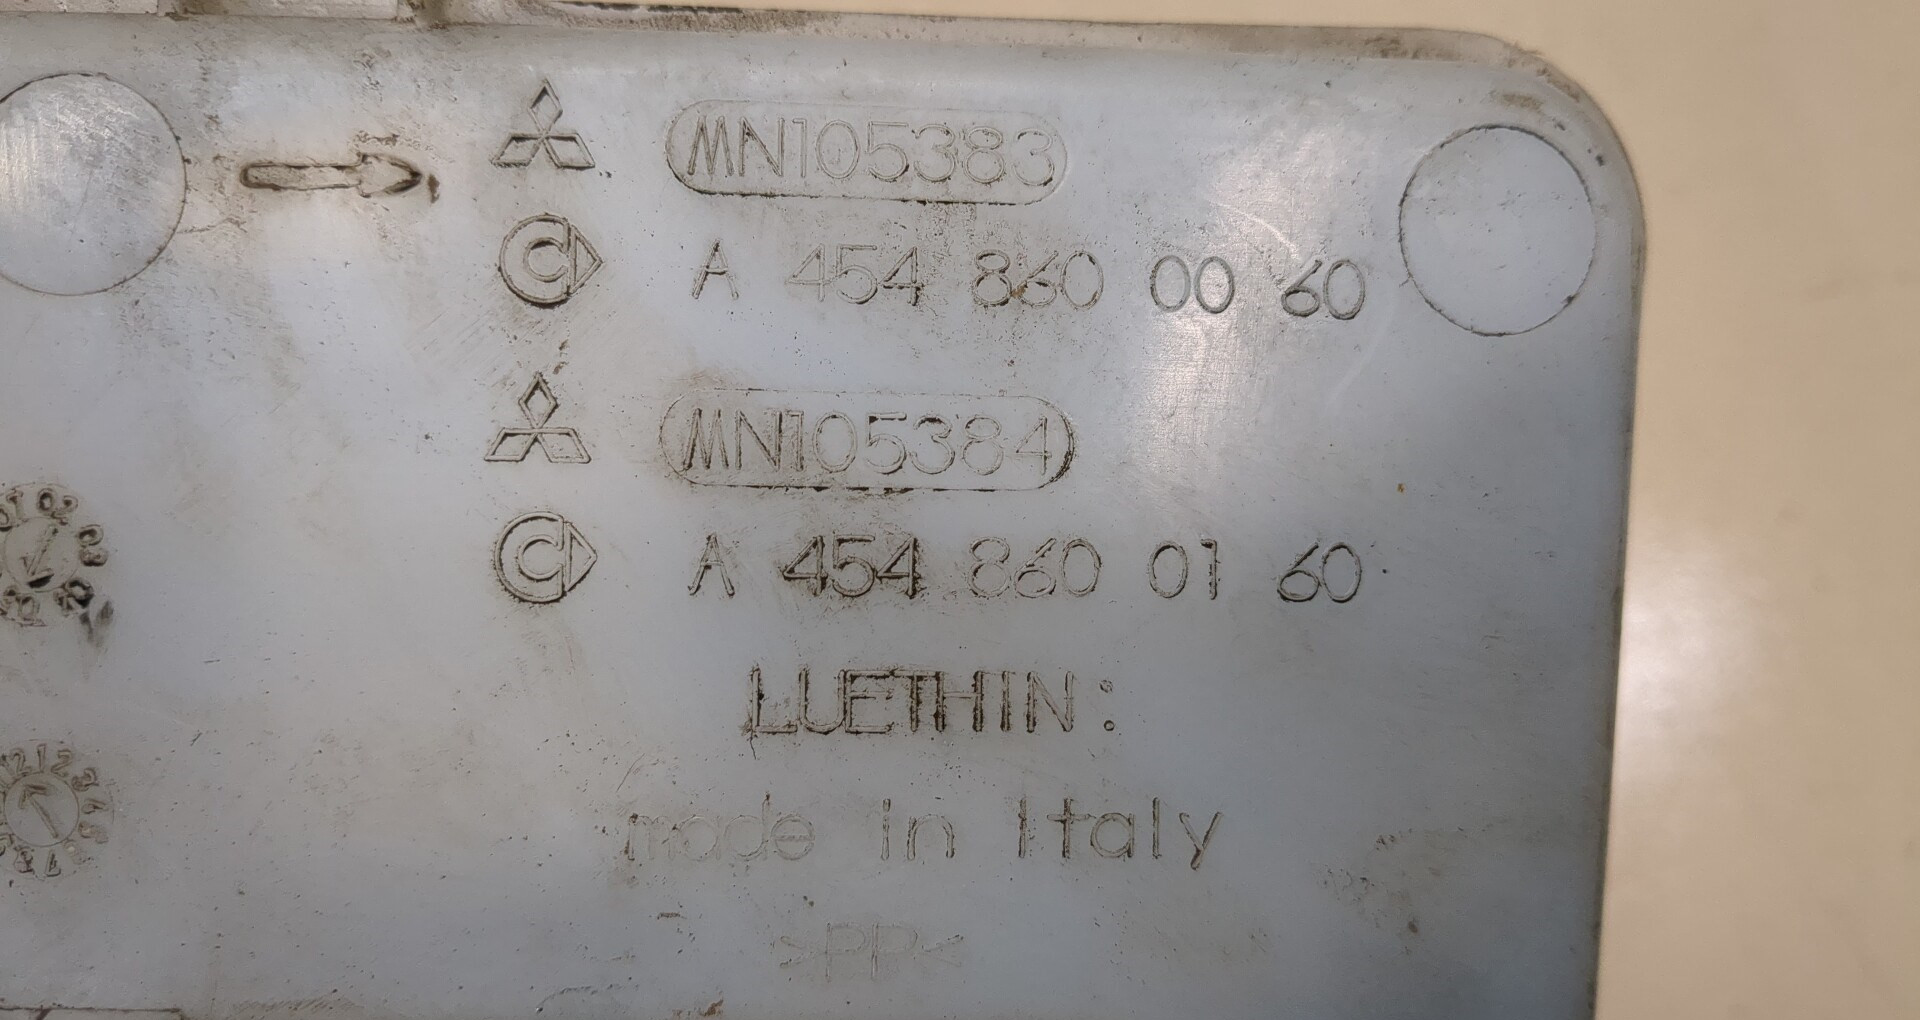 MN105383
A 454 860 00 60
MN105384
A 454 860 01 60
LUETHIN:
made in Italy
>PP<